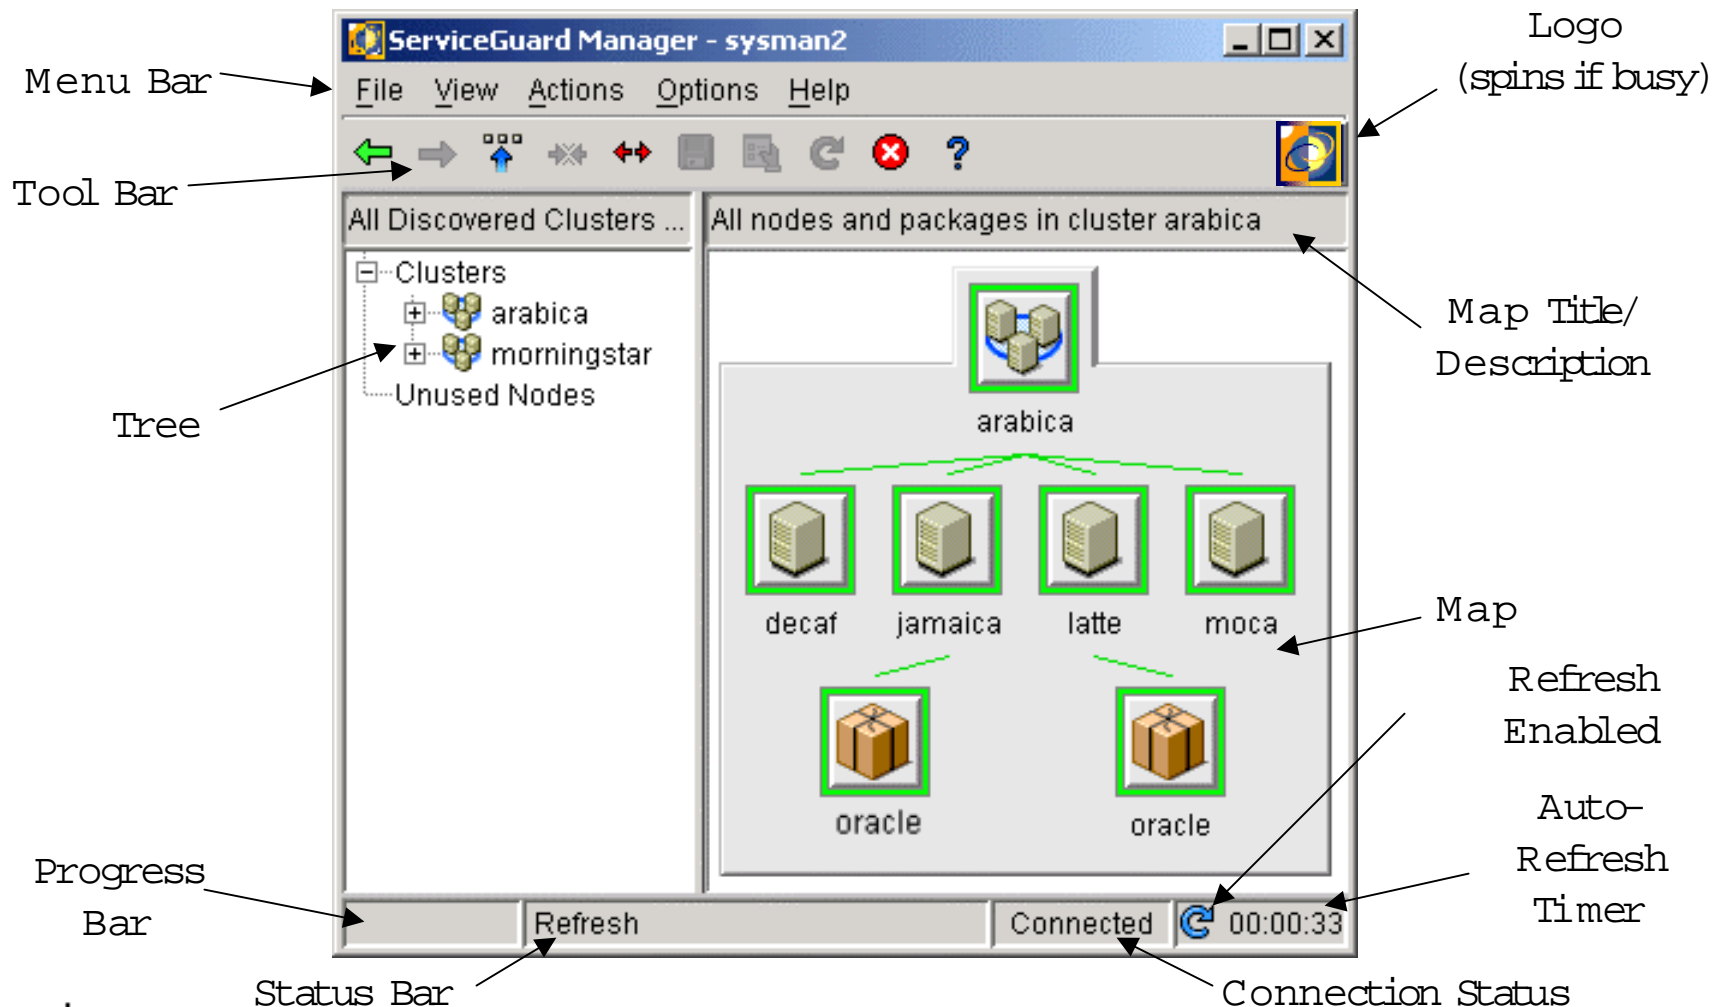 ServiceGuard Manager - sysman2
Logo
(spins if busy)
Menu Bar
File View Actions Options Help
Tool Bar
All Discovered Clusters ...
All nodes and packages in cluster arabica
Clusters
arabica
morningstar
Unused Nodes
Map Title/
Description
Tree
arabica
decaf jamaica latte moca
Map
Refresh
Enabled
oracle oracle
Auto-
Refresh
Timer
Progress
Bar
Refresh
Connected
00:00:33
Status Bar
Connection Status